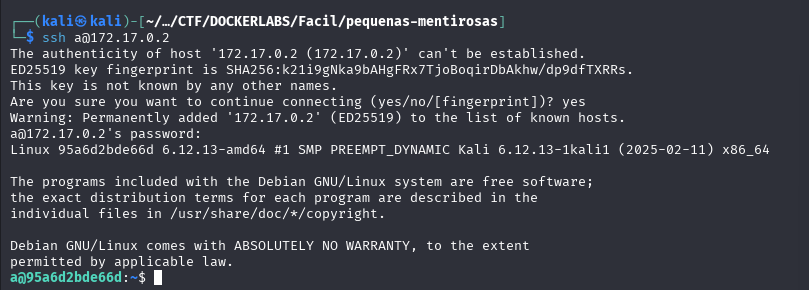 ┌──(kali㉿kali)-[~/…/CTF/DOCKERLABS/Facil/pequenas-mentirosas]
└─$ ssh a@172.17.0.2
The authenticity of host '172.17.0.2 (172.17.0.2)' can't be established.
ED25519 key fingerprint is SHA256:k21i9gNka9bAHgFRx7TjoBoqirDbAkhw/dp9dfTXRRs.
This key is not known by any other names.
Are you sure you want to continue connecting (yes/no/[fingerprint])? yes
Warning: Permanently added '172.17.0.2' (ED25519) to the list of known hosts.
a@172.17.0.2's password:
Linux 95a6d2bde66d 6.12.13-amd64 #1 SMP PREEMPT_DYNAMIC Kali 6.12.13-1kali1 (2025-02-11) x86_64
The programs included with the Debian GNU/Linux system are free software;
the exact distribution terms for each program are described in the
individual files in /usr/share/doc/*/copyright.
Debian GNU/Linux comes with ABSOLUTELY NO WARRANTY, to the extent
permitted by applicable law.
a@95a6d2bde66d:~$